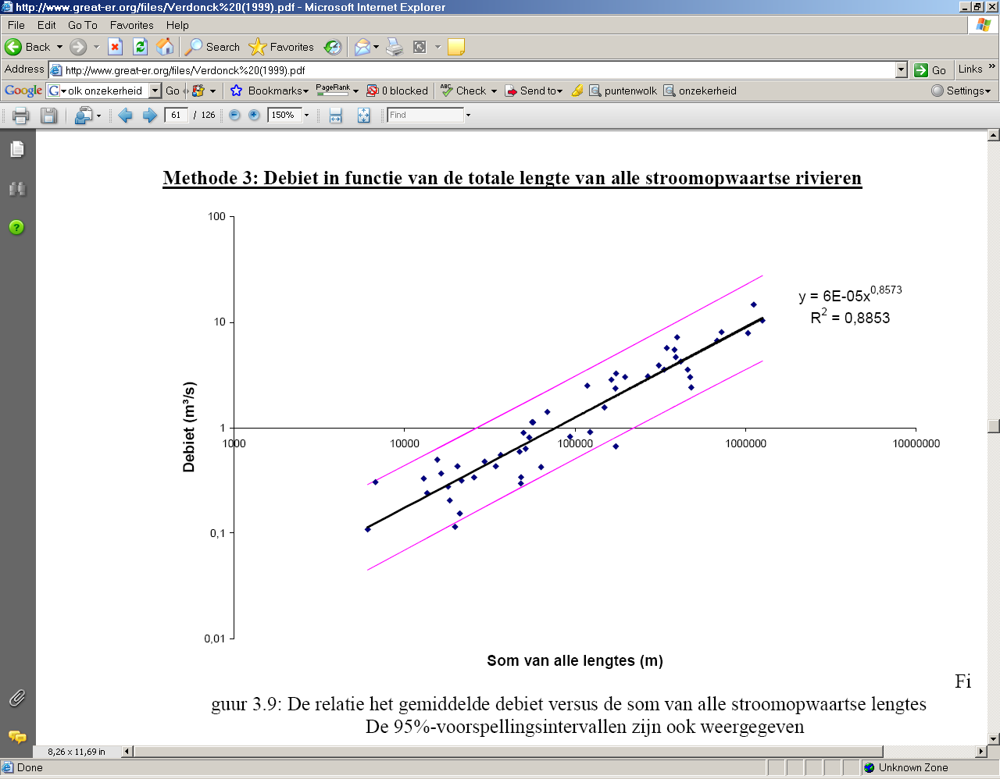 http://www.great-er.org/files/Verdonck%20(1999).pdf - Microsoft Internet Explorer
File Edit Go To Favorites Help
Back Search Favorites
Address http://www.great-er.org/files/Verdonck%20(1999).pdf Go Links »
Google G olk onzekerheid Go Bookmarks PageRank 0 blocked ABC Check Send to puntenwolk onzekerheid Settings
61 / 126 150% Find
Methode 3: Debiet in functie van de totale lengte van alle stroomopwaartse rivieren
100
y = 6E-05x^0,8573
R² = 0,8853
10
Debiet (m³/s)
1
1000 10000 100000 1000000 10000000
0,1
0,01
Som van alle lengtes (m)
Fi
guur 3.9: De relatie het gemiddelde debiet versus de som van alle stroomopwaartse lengtes
De 95%-voorspellingsintervallen zijn ook weergegeven
8,26 x 11,69 in
Done Unknown Zone